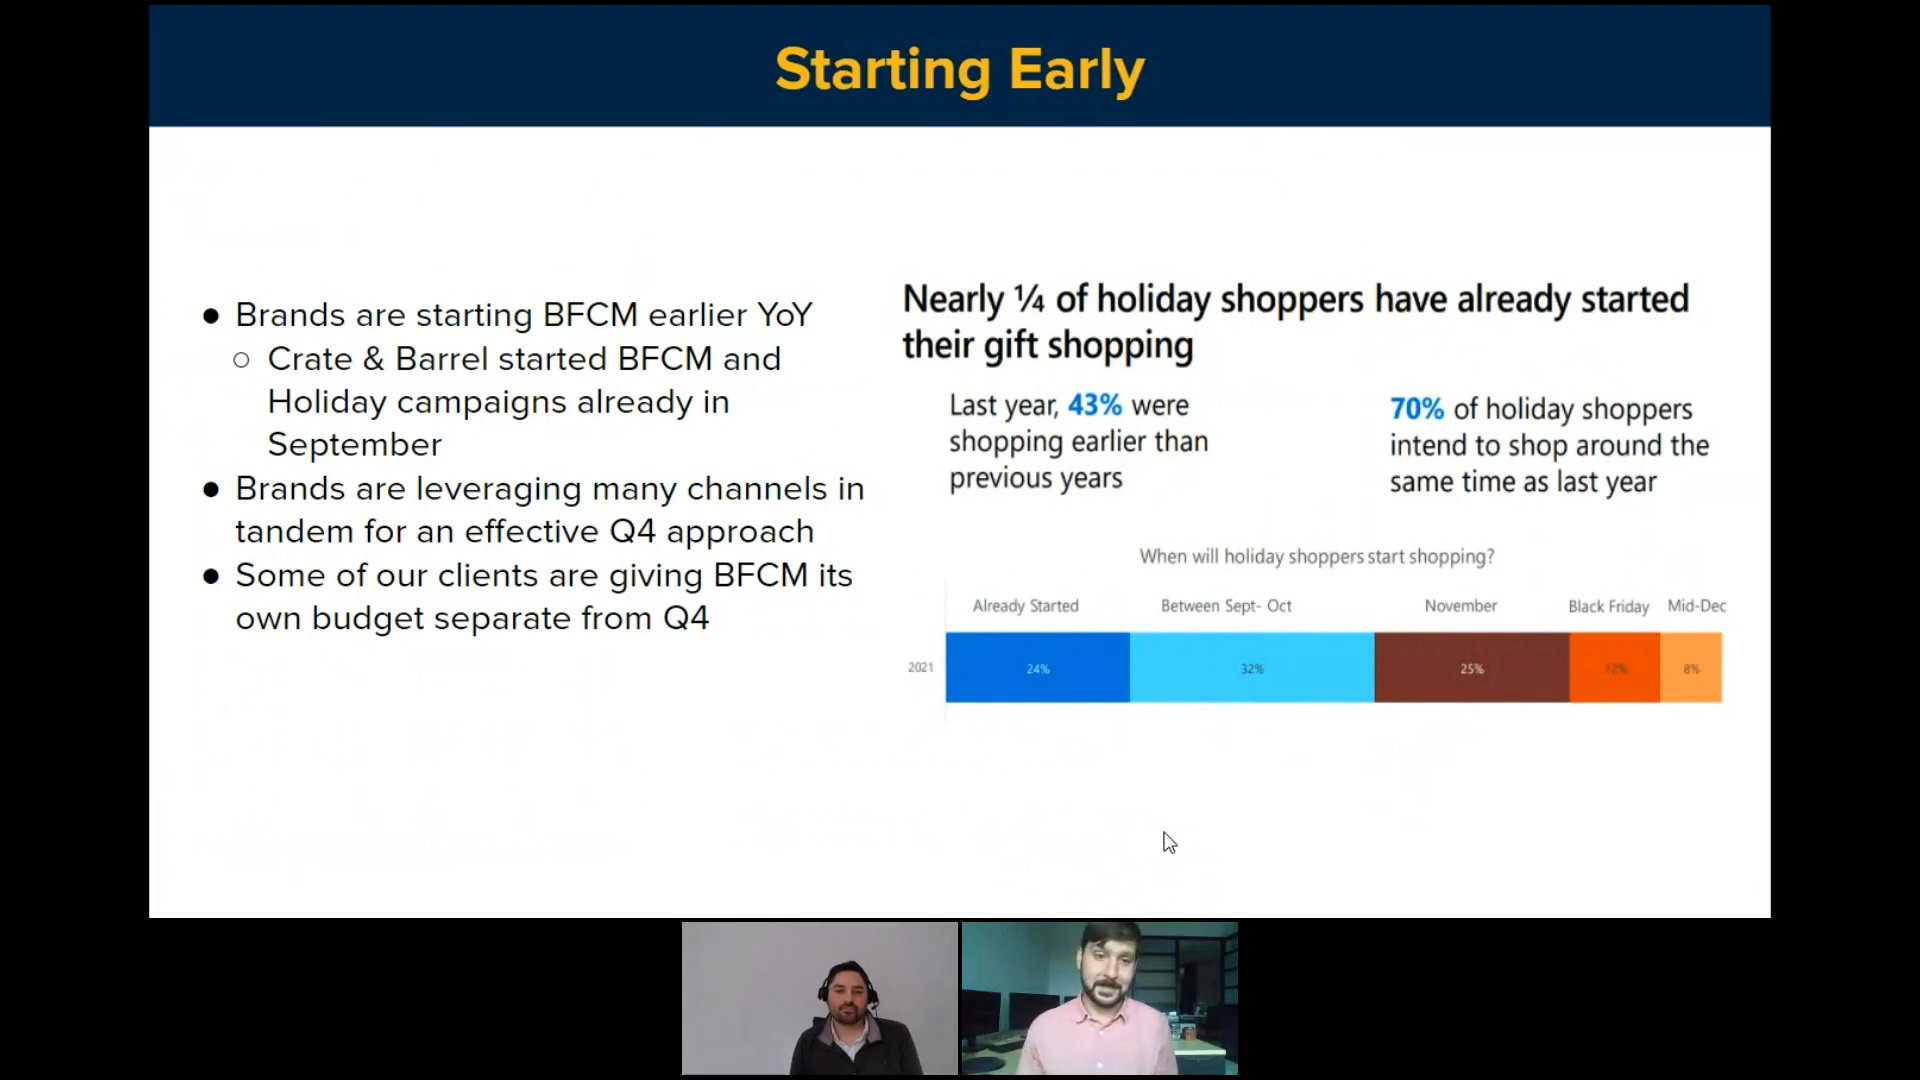 Starting Early
● Brands are starting BFCM earlier YoY
○ Crate & Barrel started BFCM and
Holiday campaigns already in
September
● Brands are leveraging many channels in
tandem for an effective Q4 approach
● Some of our clients are giving BFCM its
own budget separate from Q4
Nearly ¼ of holiday shoppers have already started
their gift shopping
Last year, 43% were
shopping earlier than
previous years
70% of holiday shoppers
intend to shop around the
same time as last year
When will holiday shoppers start shopping?
Already Started Between Sept- Oct November Black Friday Mid-Dec
2021 24% 32% 25% 12% 8%